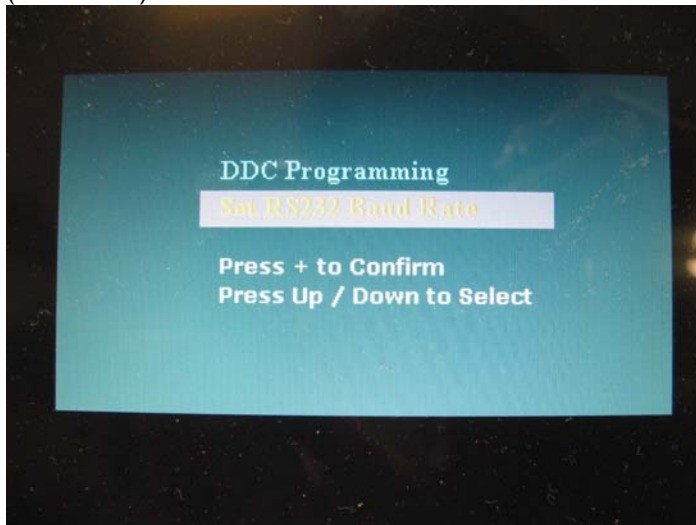 DDC Programming
Set RS232 Baud Rate
Press + to Confirm
Press Up / Down to Select